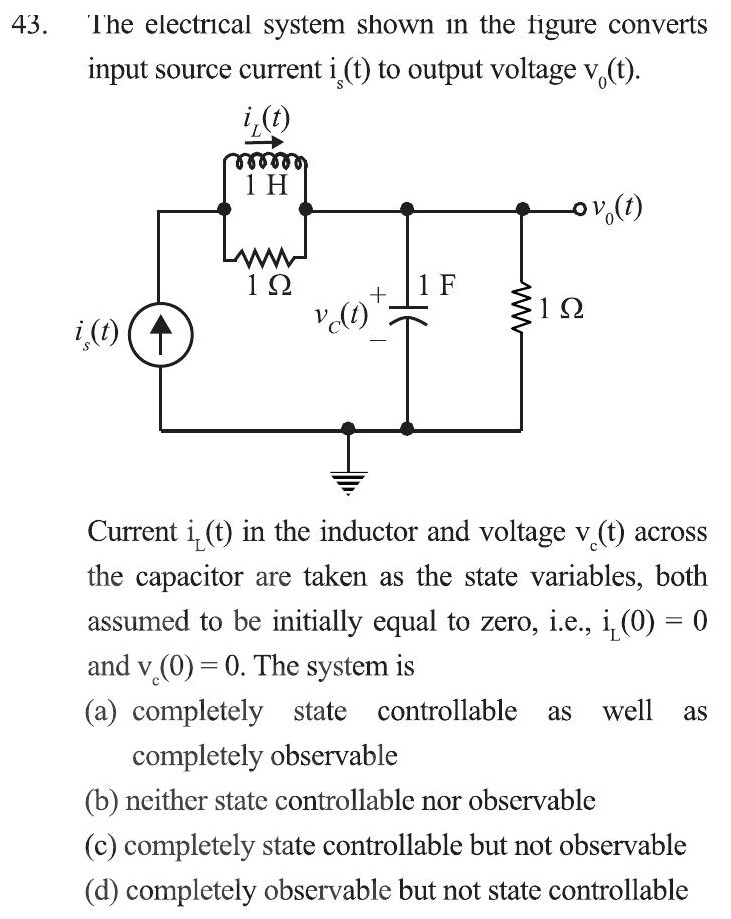 43. The electrical system shown in the figure converts
input source current i_s(t) to output voltage v_0(t).
i_L(t)
1 H
v_0(t)
1 Ω
1 F
+
v_C(t)
1 Ω
i_s(t)
−
Current i_L(t) in the inductor and voltage v_c(t) across
the capacitor are taken as the state variables, both
assumed to be initially equal to zero, i.e., i_L(0) = 0
and v_c(0) = 0. The system is
(a) completely state controllable as well as
completely observable
(b) neither state controllable nor observable
(c) completely state controllable but not observable
(d) completely observable but not state controllable